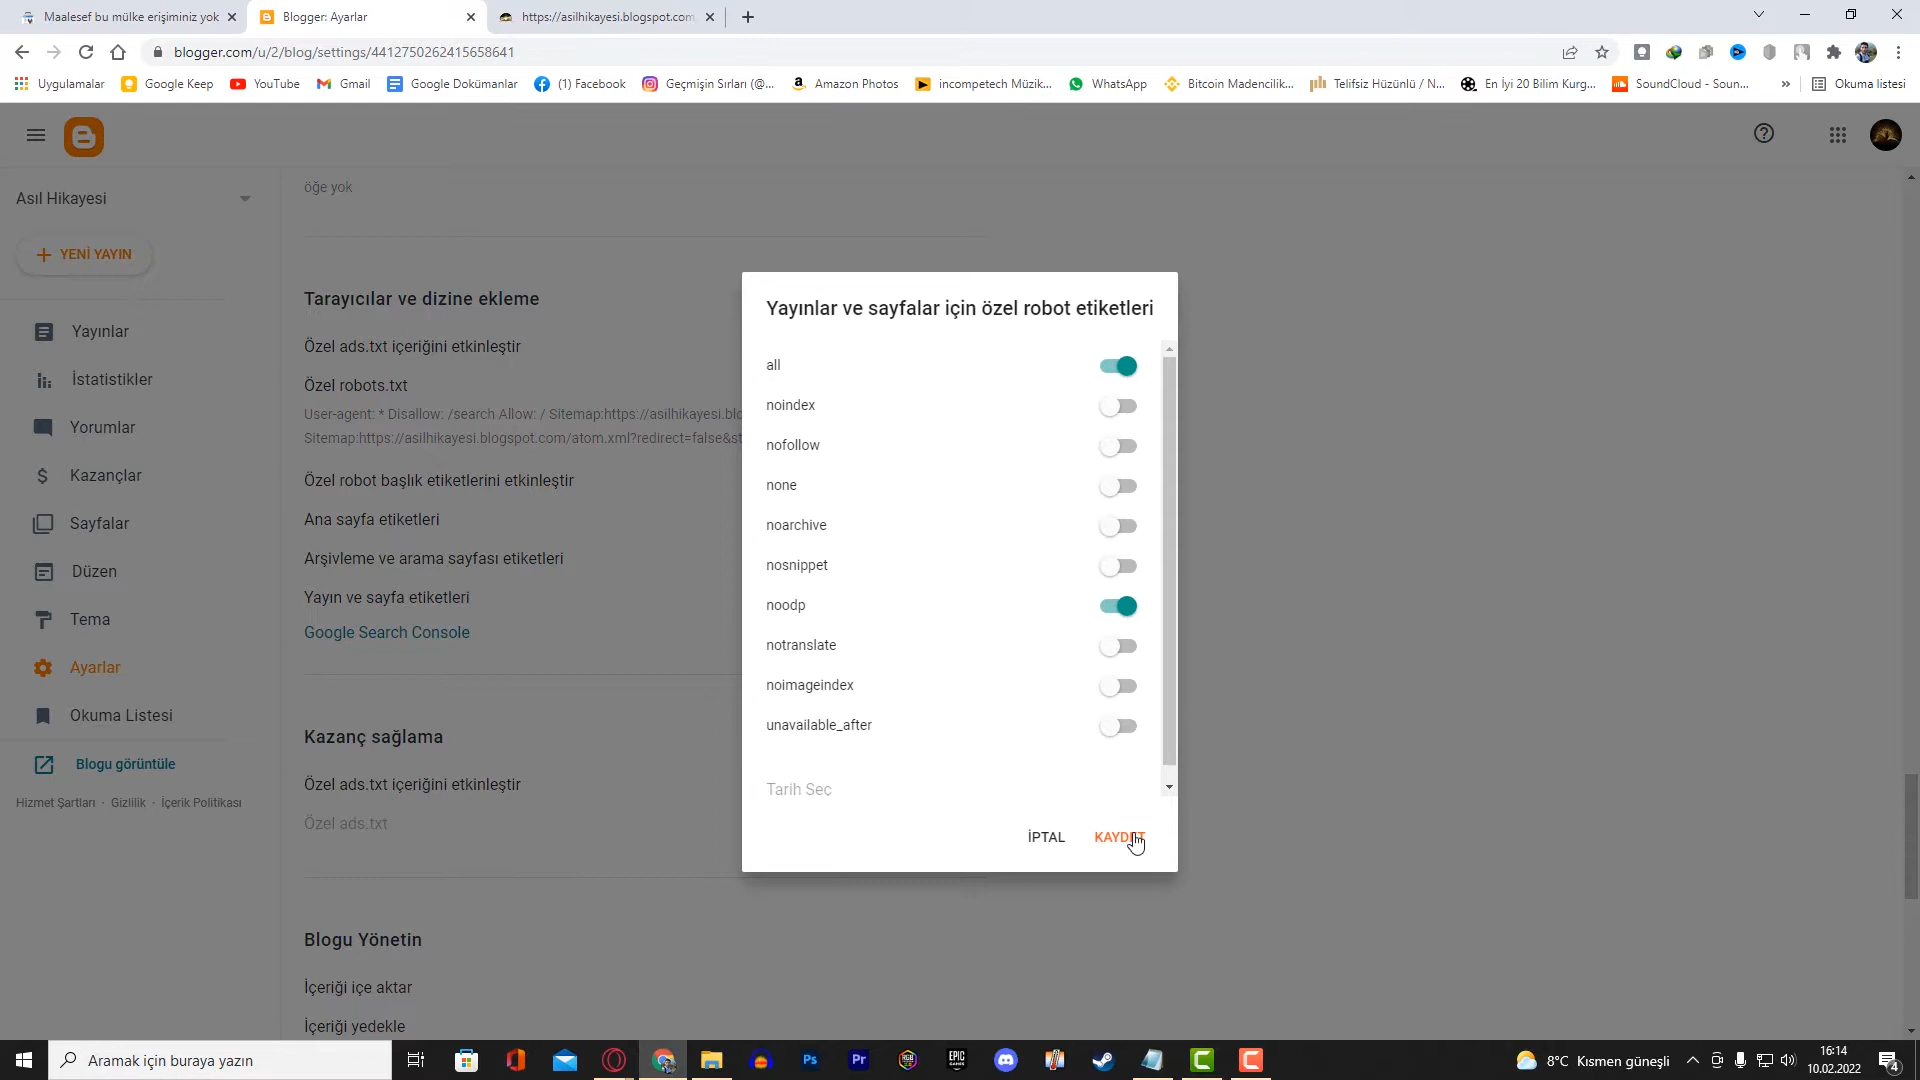 Maalesef bu mülke erişiminiz yok
Blogger: Ayarlar
https://asilhikayesi.blogspot.com
blogger.com/u/2/blog/settings/4412750262415658641
Uygulamalar
Google Keep
YouTube
Gmail
Google Dokümanlar
(1) Facebook
Geçmişin Sırları (@...
Amazon Photos
incompetech Müzik...
WhatsApp
Bitcoin Madencilik...
Telifsiz Hüzünlü / N...
En İyi 20 Bilim Kurg...
SoundCloud - Soun...
»
Okuma listesi
Asıl Hikayesi
YENİ YAYIN
Yayınlar
İstatistikler
Yorumlar
Kazançlar
Sayfalar
Düzen
Tema
Ayarlar
Okuma Listesi
Blogu görüntüle
Hizmet Şartları · Gizlilik · İçerik Politikası
öğe yok
Tarayıcılar ve dizine ekleme
Özel ads.txt içeriğini etkinleştir
Özel robots.txt
User-agent: * Disallow: /search Allow: / Sitemap:https://asilhikayesi.blo
Sitemap:https://asilhikayesi.blogspot.com/atom.xml?redirect=false&st
Özel robot başlık etiketlerini etkinleştir
Ana sayfa etiketleri
Arşivleme ve arama sayfası etiketleri
Yayın ve sayfa etiketleri
Google Search Console
Kazanç sağlama
Özel ads.txt içeriğini etkinleştir
Özel ads.txt
Blogu Yönetin
İçeriği içe aktar
İçeriği yedekle
Yayınlar ve sayfalar için özel robot etiketleri
all
noindex
nofollow
none
noarchive
nosnippet
noodp
notranslate
noimageindex
unavailable_after
Tarih Seç
İPTAL
KAYDET
Aramak için buraya yazın
Ps
Pr
EPIC
GAMES
8°C Kısmen güneşli
16:14
10.02.2022
4